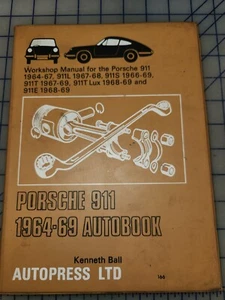 Workshop Manual for the Porsche 911
1964-67, 911L 1967-68, 911S 1966-69,
911T 1967-69, 911T Lux 1968-69 and
911E 1968-69
PORSCHE 911
1964-69 AUTOBOOK
Kenneth Ball
AUTOPRESS LTD